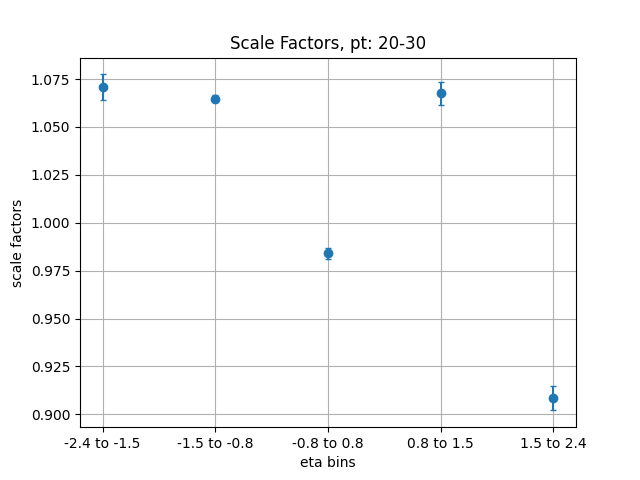 Scale Factors, pt: 20-30
1.075
1.050
1.025
1.000
0.975
0.950
0.925
0.900
scale factors
-2.4 to -1.5
-1.5 to -0.8
-0.8 to 0.8
0.8 to 1.5
1.5 to 2.4
eta bins